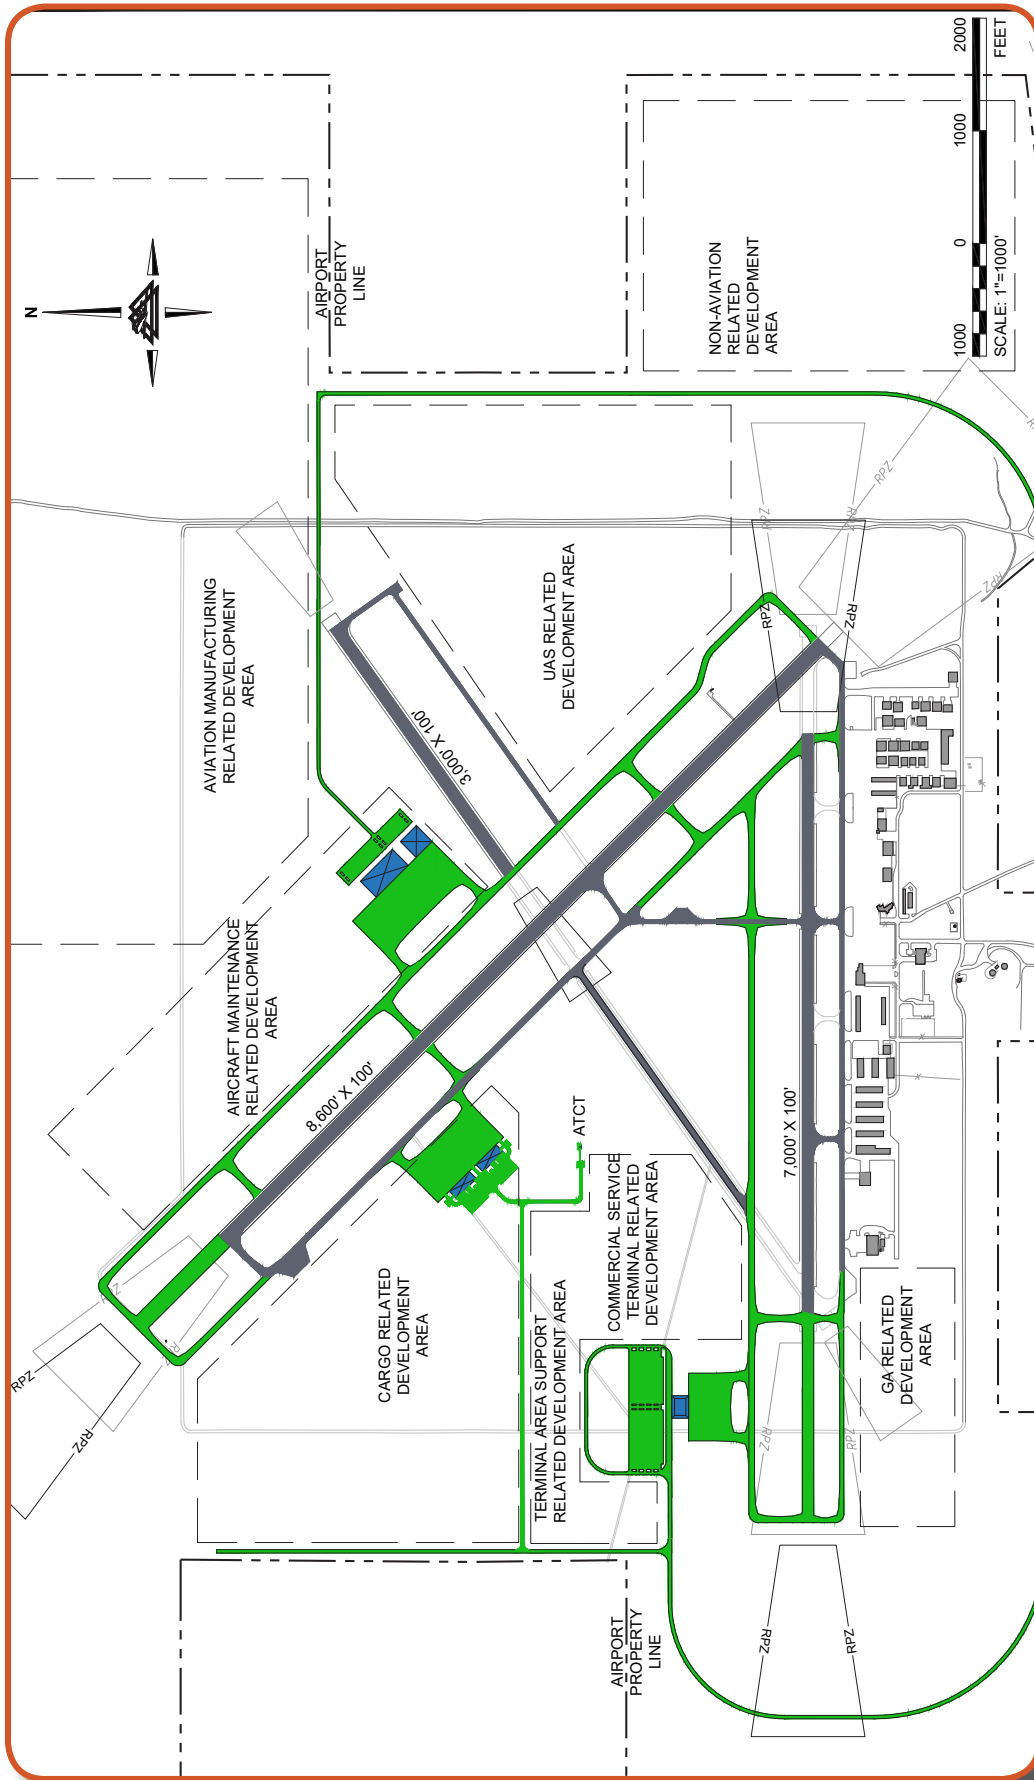 N
AIRPORT
PROPERTY
LINE
NON-AVIATION
RELATED
DEVELOPMENT
AREA
1000
0
1000
2000
FEET
SCALE: 1"=1000'
AVIATION MANUFACTURING
RELATED DEVELOPMENT
AREA
UAS RELATED
DEVELOPMENT AREA
3,000' X 100'
RPZ
RPZ
RPZ
RPZ
RPZ
RPZ
AIRCRAFT MAINTENANCE
RELATED DEVELOPMENT
AREA
8,600' X 100'
ATCT
7,000' X 100'
CARGO RELATED
DEVELOPMENT
AREA
TERMINAL AREA SUPPORT
RELATED DEVELOPMENT AREA
COMMERCIAL SERVICE
TERMINAL RELATED
DEVELOPMENT AREA
GA RELATED
DEVELOPMENT
AREA
RPZ
RPZ
RPZ
RPZ
AIRPORT
PROPERTY
LINE
RPZ
RPZ